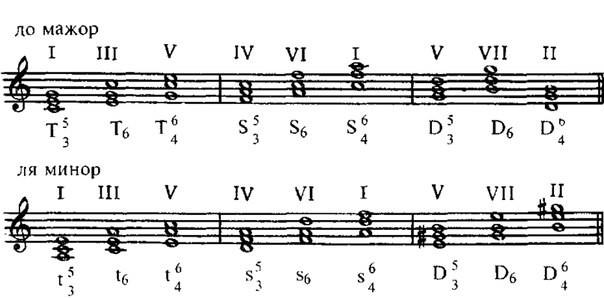 до мажор
I III V IV VI I V VII II
T⁵₃ T₆ T⁶₄ S⁵₃ S₆ S⁶₄ D⁵₃ D₆ D⁶₄
ля минор
I III V IV VI I V VII II
t⁵₃ t₆ t⁶₄ s⁵₃ s₆ s⁶₄ D⁵₃ D₆ D⁶₄